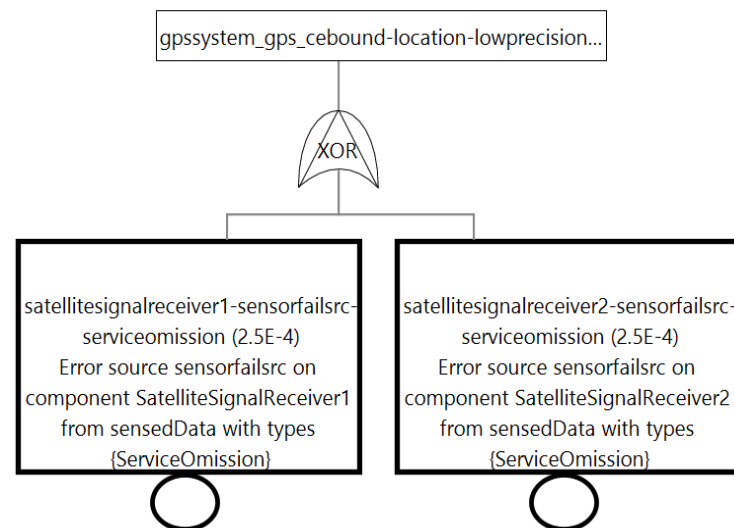 gpssystem_gps_cebound-location-lowprecision...
XOR
satellitesignalreceiver1-sensorfailsrc-
serviceomission (2.5E-4)
Error source sensorfailsrc on
component SatelliteSignalReceiver1
from sensedData with types
{ServiceOmission}
satellitesignalreceiver2-sensorfailsrc-
serviceomission (2.5E-4)
Error source sensorfailsrc on
component SatelliteSignalReceiver2
from sensedData with types
{ServiceOmission}